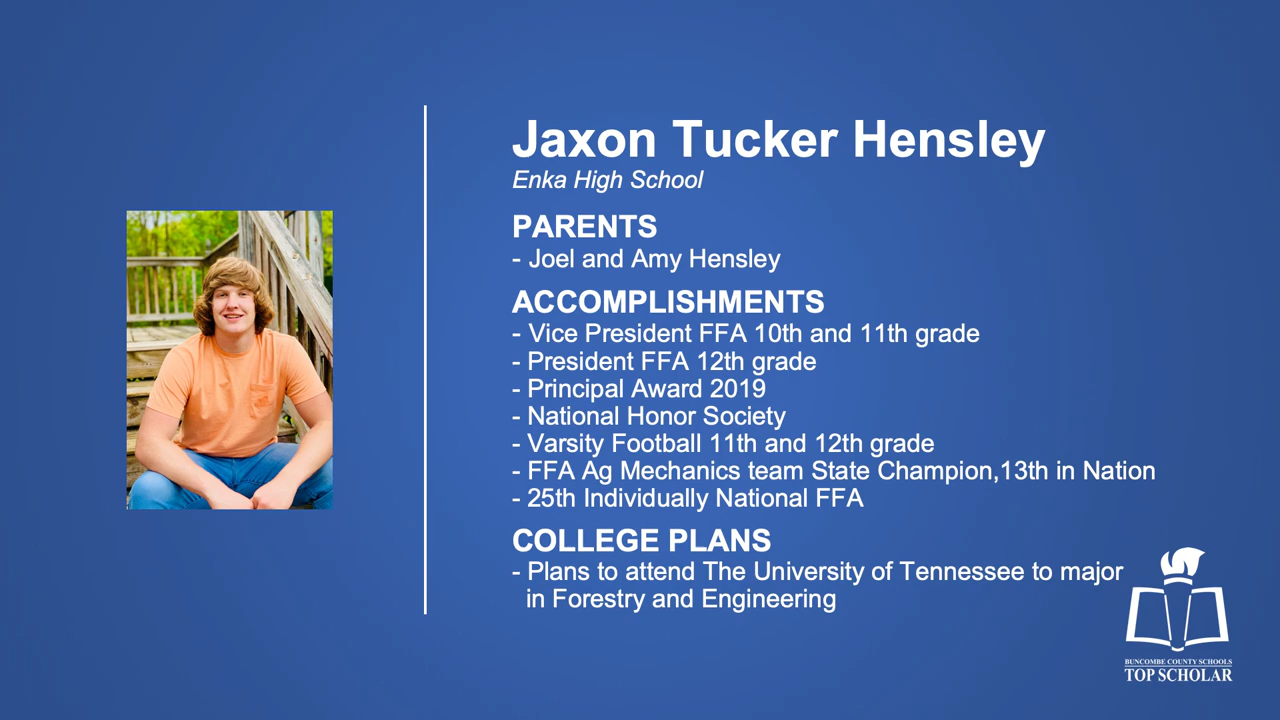 Jaxon Tucker Hensley
Enka High School
PARENTS
- Joel and Amy Hensley
ACCOMPLISHMENTS
- Vice President FFA 10th and 11th grade
- President FFA 12th grade
- Principal Award 2019
- National Honor Society
- Varsity Football 11th and 12th grade
- FFA Ag Mechanics team State Champion,13th in Nation
- 25th Individually National FFA
COLLEGE PLANS
- Plans to attend The University of Tennessee to major
in Forestry and Engineering
BUNCOMBE COUNTY SCHOOLS
TOP SCHOLAR